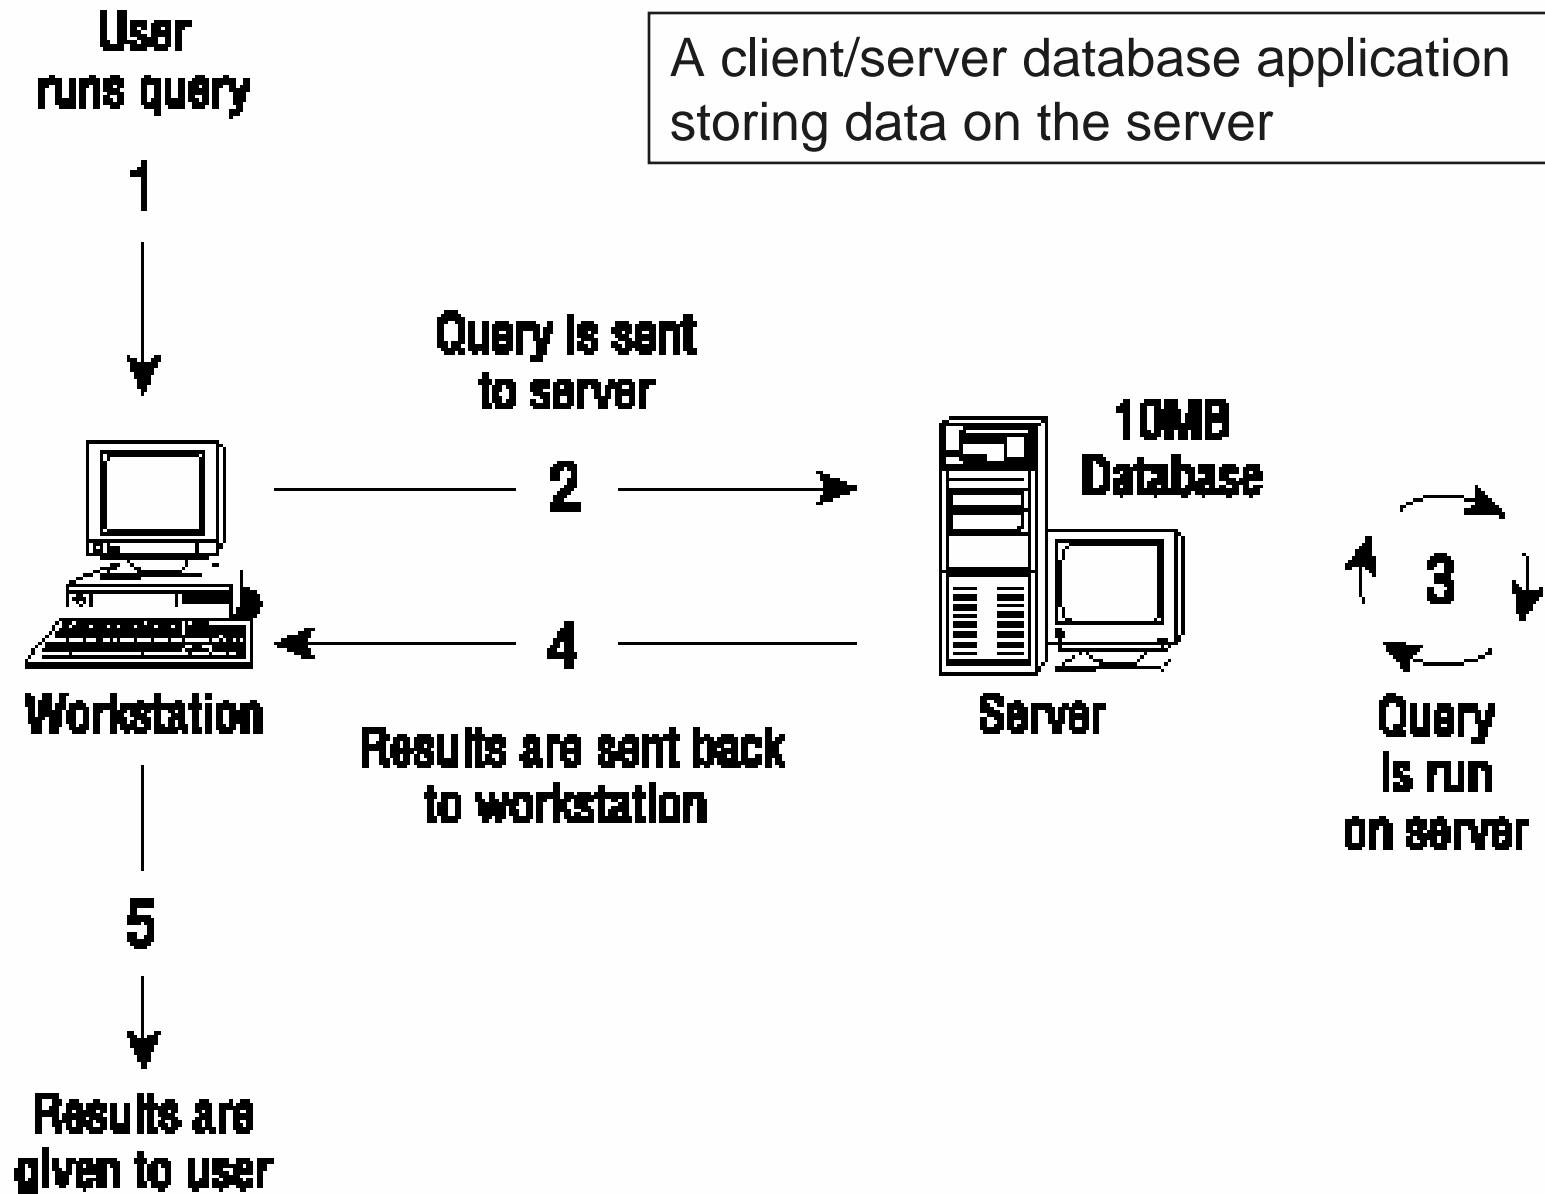 User
runs query
A client/server database application
storing data on the server
1
Query is sent
to server
2
10MB
Database
3
4
Workstation
Results are sent back
to workstation
Server
Query
is run
on server
5
Results are
given to user